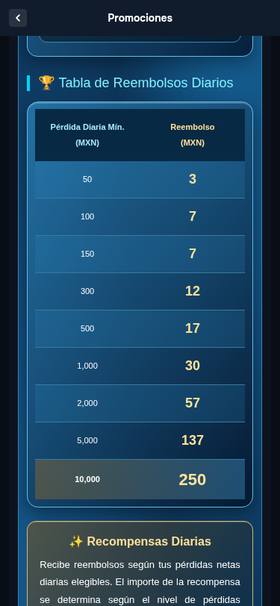 Promociones
🏆 Tabla de Reembolsos Diarios
Pérdida Diaria Mín. Reembolso
(MXN) (MXN)
50 3
100 7
150 7
300 12
500 17
1,000 30
2,000 57
5,000 137
10,000 250
✨ Recompensas Diarias
Recibe reembolsos según tus pérdidas netas
diarias elegibles. El importe de la recompensa
se determina según el nivel de pérdidas